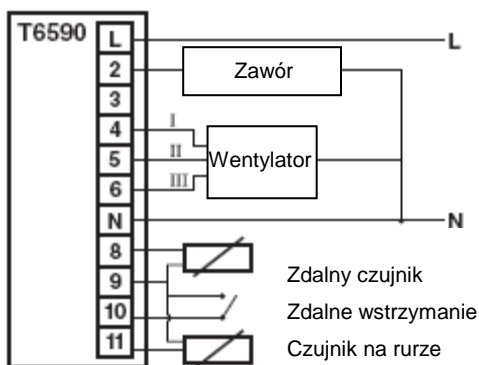 T6590
L
L
2
Zawór
3
4
I
5
II
Wentylator
6
III
N
N
8
9
Zdalny czujnik
10
Zdalne wstrzymanie
11
Czujnik na rurze